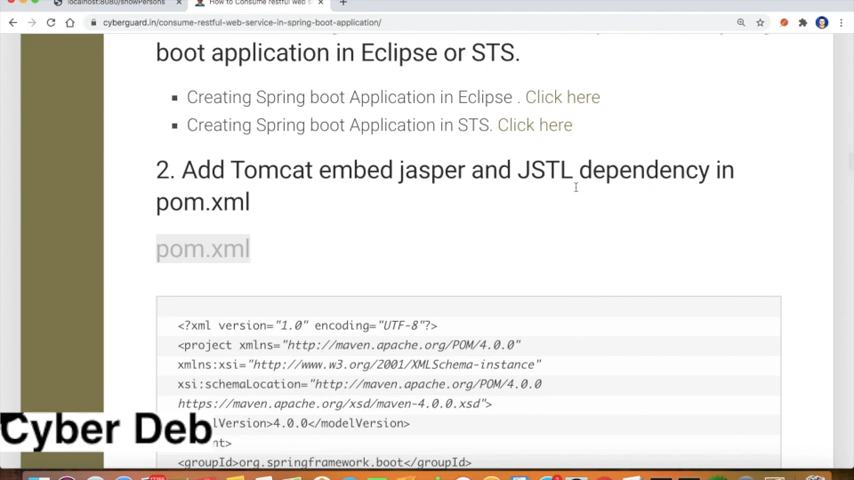 localhost:8080/showPersons
How to Consume restful web s
cyberguard.in/consume-restful-web-service-in-spring-boot-application/
boot application in Eclipse or STS.
Creating Spring boot Application in Eclipse . Click here
Creating Spring boot Application in STS. Click here
2. Add Tomcat embed jasper and JSTL dependency in
pom.xml
pom.xml
<?xml version="1.0" encoding="UTF-8"?>
<project xmlns="http://maven.apache.org/POM/4.0.0"
xmlns:xsi="http://www.w3.org/2001/XMLSchema-instance"
xsi:schemaLocation="http://maven.apache.org/POM/4.0.0
https://maven.apache.org/xsd/maven-4.0.0.xsd">
lVersion>4.0.0</modelVersion>
Cyber Deb
nt>
<groupId>org.springframework.boot</groupId>